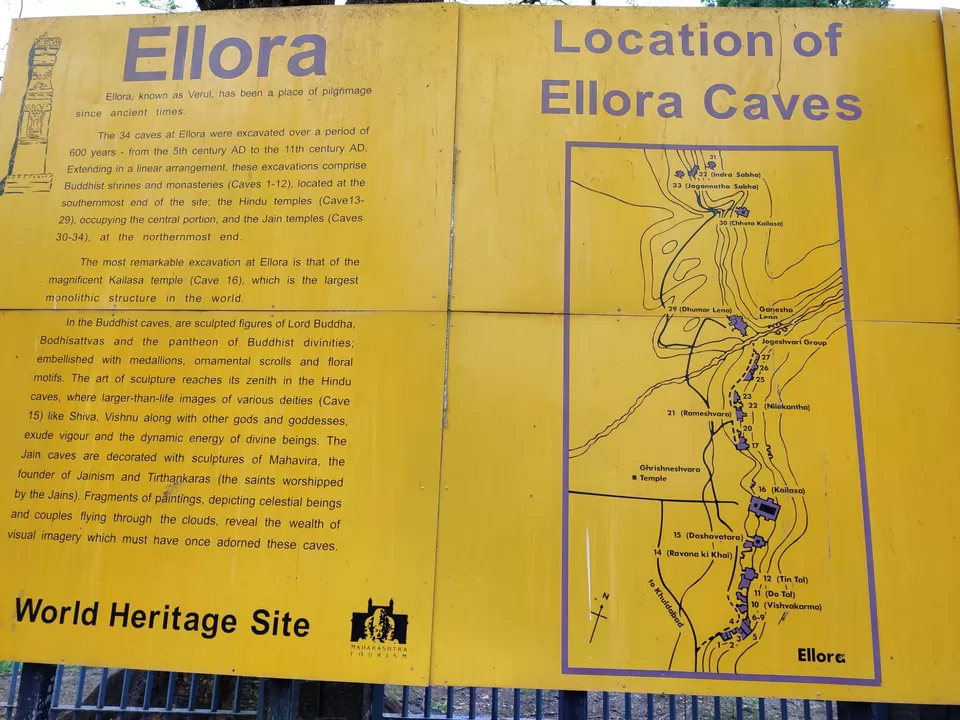 Ellora
Ellora, known as Verul, has been a place of pilgrimage
since ancient times.
The 34 caves at Ellora were excavated over a period of
600 years - from the 5th century AD to the 11th century AD.
Extending in a linear arrangement, these excavations comprise
Buddhist shrines and monasteries (Caves 1-12), located at the
southernmost end of the site; the Hindu temples (Cave13-
29), occupying the central portion, and the Jain temples (Caves
30-34), at the northernmost end.
The most remarkable excavation at Ellora is that of the
magnificent Kailasa temple (Cave 16), which is the largest
monolithic structure in the world.
In the Buddhist caves, are sculpted figures of Lord Buddha,
Bodhisattvas and the pantheon of Buddhist divinities;
embellished with medallions, ornamental scrolls and floral
motifs. The art of sculpture reaches its zenith in the Hindu
caves, where larger-than-life images of various deities (Cave
15) like Shiva, Vishnu along with other gods and goddesses,
exude vigour and the dynamic energy of divine beings. The
Jain caves are decorated with sculptures of Mahavira, the
founder of Jainism and Tirthankaras (the saints worshipped
by the Jains). Fragments of paintings, depicting celestial beings
and couples flying through the clouds, reveal the wealth of
visual imagery which must have once adorned these caves.
World Heritage Site
MAHARASHTRA
TOURISM
Location of
Ellora Caves
31
32 (Indra Sabha)
33 (Jagannatha Sabha)
30 (Chhota Kailasa)
29 (Dhumar Lena)
Ganesha
Lena
Jogeshvari Group
27
26
25
23
22 (Nilekantha)
21 (Rameshvara)
20
17
Ghrishneshvara
Temple
16 (Kailasa)
15 (Dashavatara)
14 (Ravana ki Khai)
12 (Tin Tal)
11 (Do Tal)
10 (Vishvakarma)
to Khuldabad
N
6-9
4
5
1-2
3
Ellora